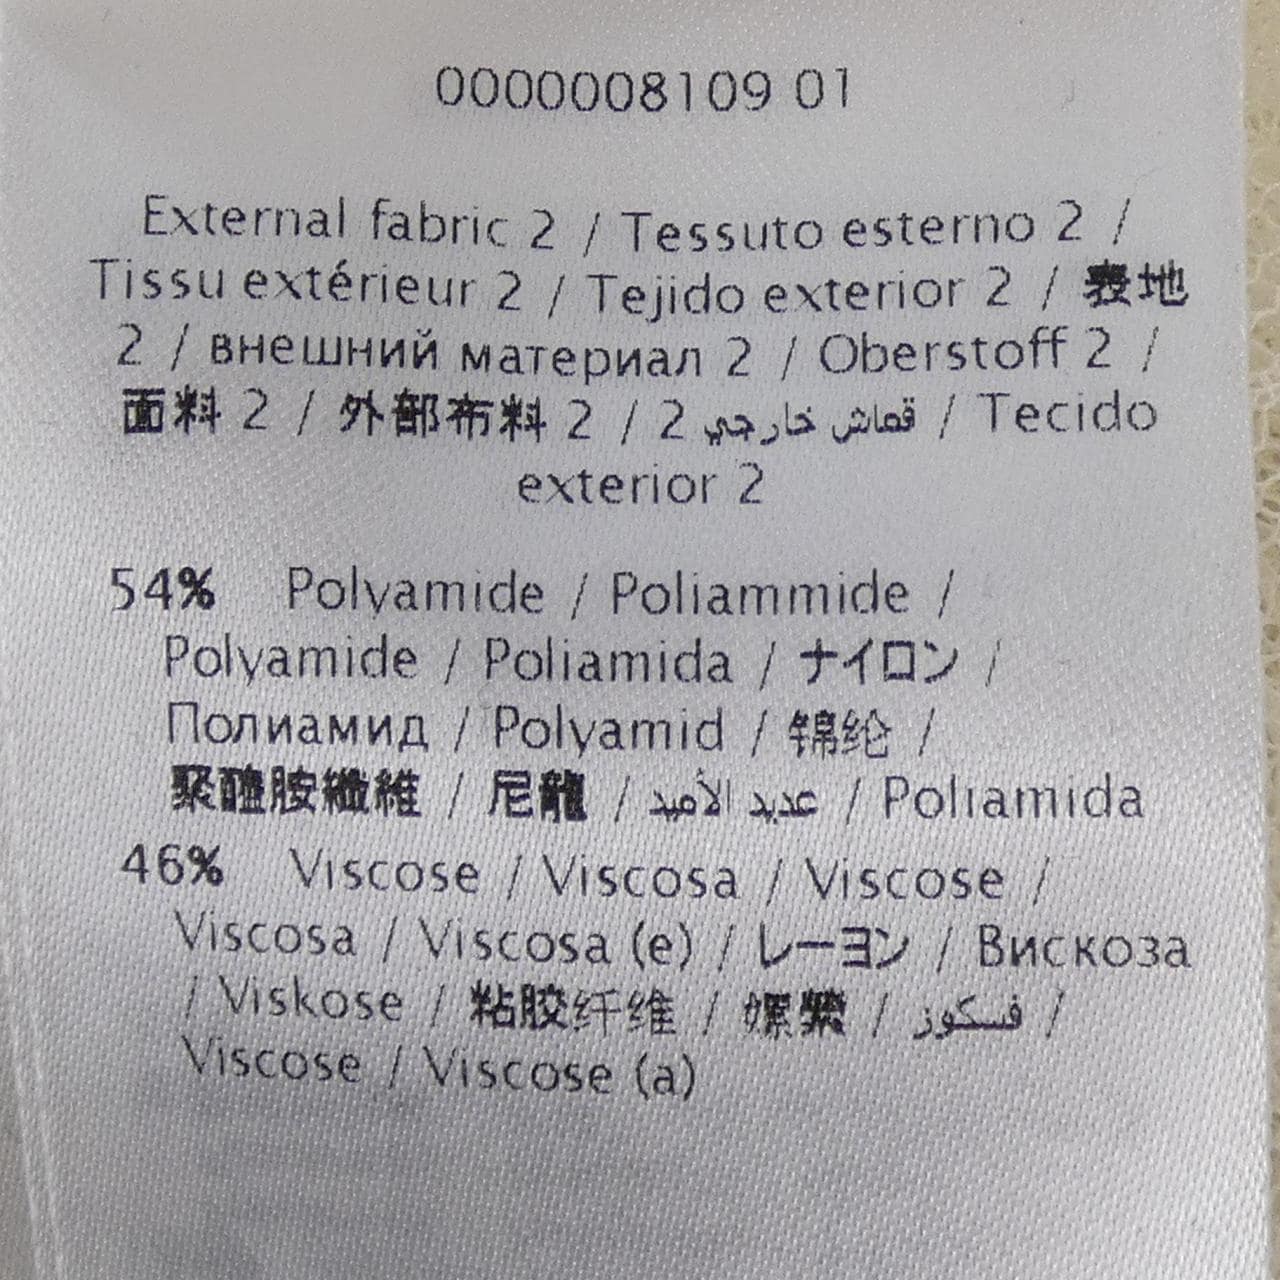 0000008109 01
External fabric 2 / Tessuto esterno 2 /
Tissu extérieur 2 / Tejido exterior 2 / 表地
2 / внешний материал 2 / Oberstoff 2 /
面料 2 / 外部布料 2 / 2 قماش خارجي / Tecido
exterior 2
54% Polyamide / Poliammide /
Polyamide / Poliamida / ナイロン /
Полиамид / Polyamid / 锦纶 /
聚醯胺纖維 / 尼龍 / عديد الأميد / Poliamida
46% Viscose / Viscosa / Viscose /
Viscosa / Viscosa (e) / レーヨン / Вискоза
/ Viskose / 粘胶纤维 / 嫘縈 / فسكوز /
Viscose / Viscose (a)